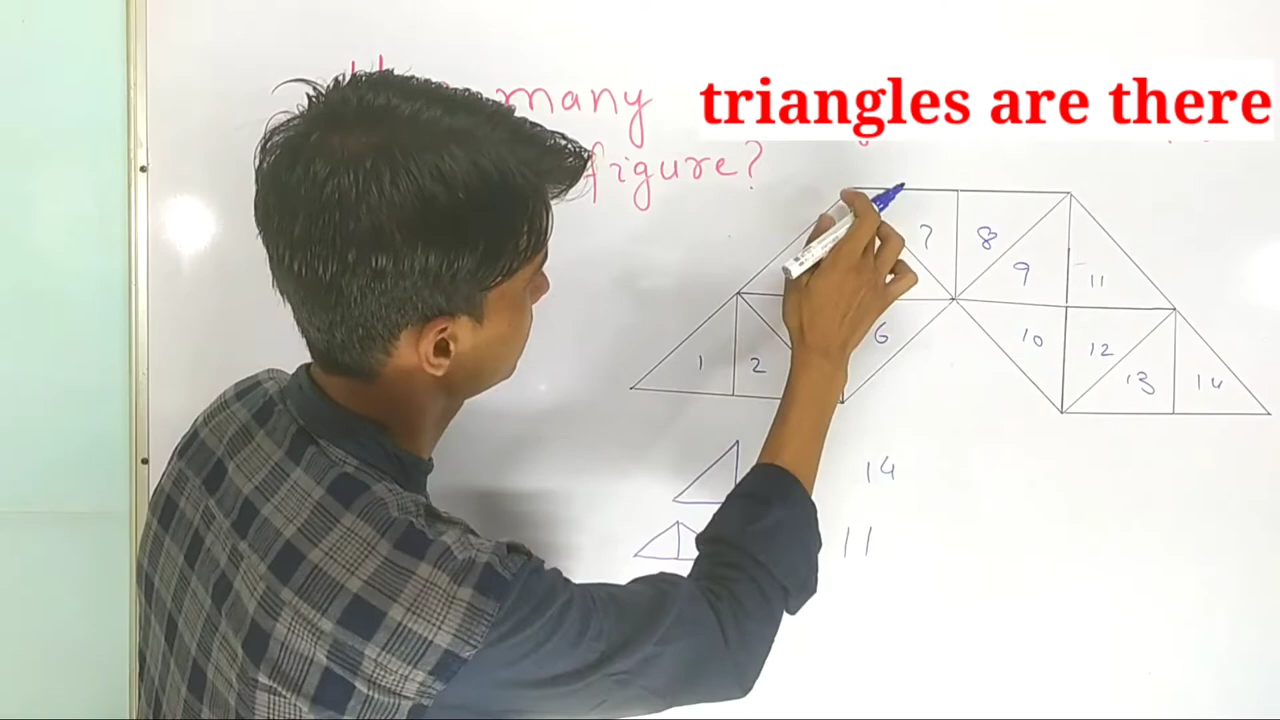 many triangles are there
figure?
7 8
9 11
6 10
1 2 12
13 14
14
11